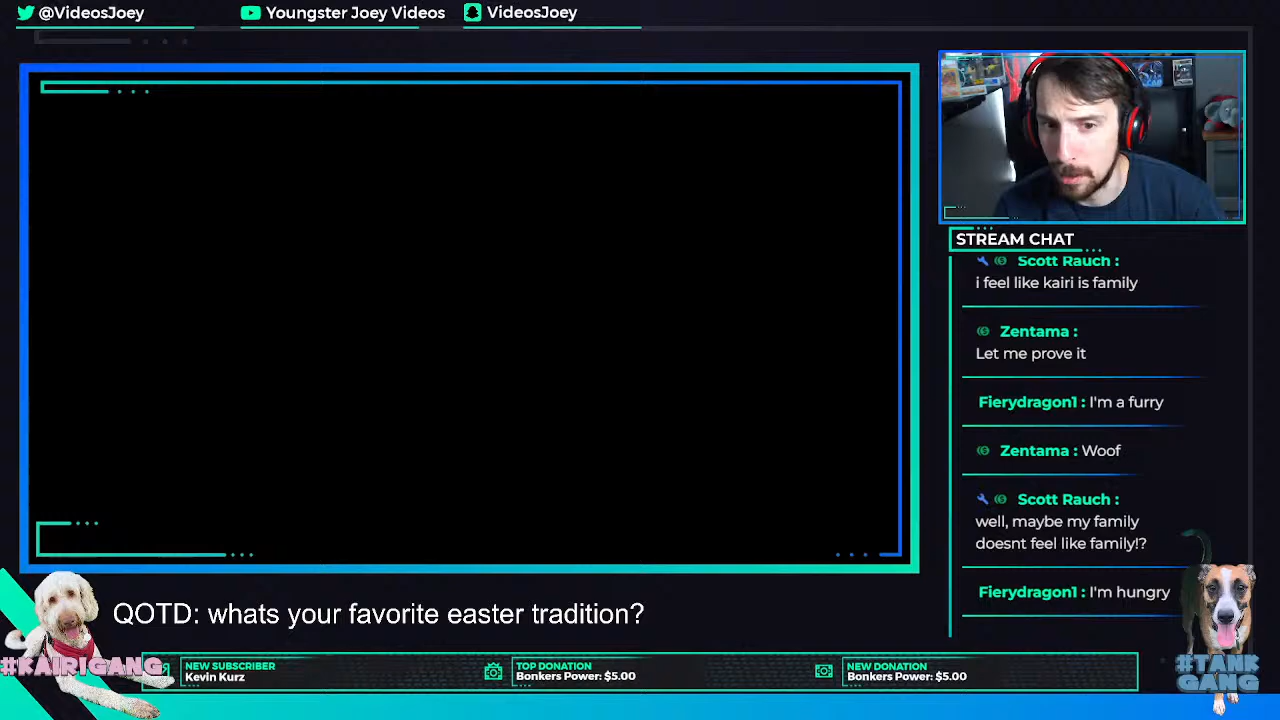 @VideosJoey
Youngster Joey Videos
VideosJoey
STREAM CHAT
Scott Rauch :
i feel like kairi is family
Zentama :
Let me prove it
Fierydragon1 : I'm a furry
Zentama : Woof
Scott Rauch :
well, maybe my family
doesnt feel like family!?
Fierydragon1 : I'm hungry
QOTD: whats your favorite easter tradition?
#KAIRIGANG
NEW SUBSCRIBER
Kevin Kurz
TOP DONATION
Bonkers Power: $5.00
NEW DONATION
Bonkers Power: $5.00
#TANK
GANG